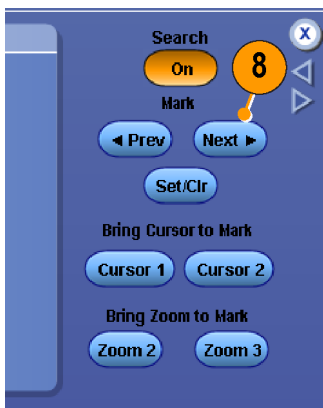 Search
X
On
8
Mark
◄ Prev Next ►
Set/Clr
Bring Cursor to Mark
Cursor 1 Cursor 2
Bring Zoom to Mark
Zoom 2 Zoom 3